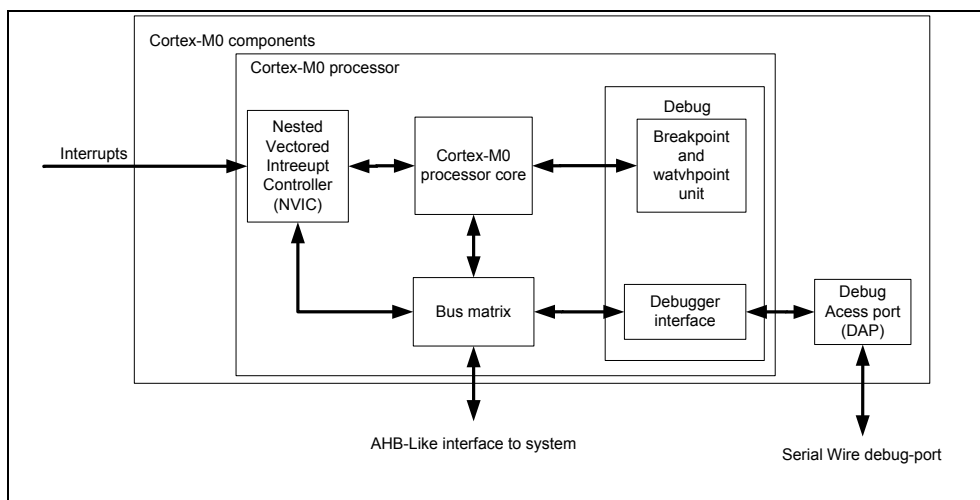 Cortex-M0 components
Cortex-M0 processor
Debug
Interrupts
Nested
Vectored
Intreeupt
Controller
(NVIC)
Cortex-M0
processor core
Breakpoint
and
watvhpoint
unit
Bus matrix
Debugger
interface
Debug
Acess port
(DAP)
AHB-Like interface to system
Serial Wire debug-port